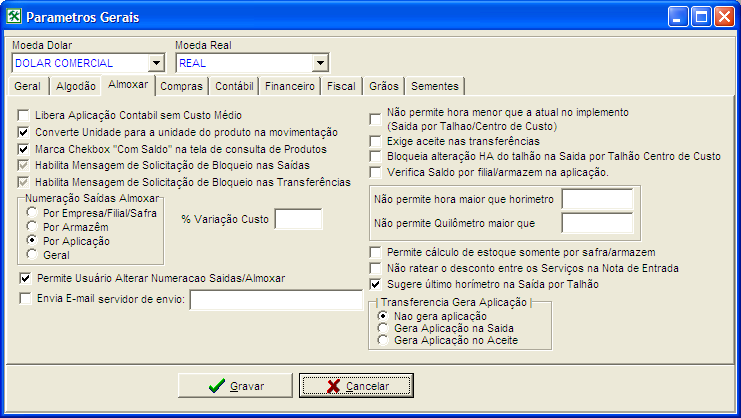 Parametros Gerais
Moeda Dolar
Moeda Real
DOLAR COMERCIAL
REAL
Geral
Algodão
Almoxar
Compras
Contábil
Financeiro
Fiscal
Grãos
Sementes
Libera Aplicação Contabil sem Custo Médio
Converte Unidade para a unidade do produto na movimentação
Marca Chekbox "Com Saldo" na tela de consulta de Produtos
Habilita Mensagem de Solicitação de Bloqueio nas Saídas
Habilita Mensagem de Solicitação de Bloqueio nas Transferências
Numeração Saídas Almoxar
Por Empresa/Filial/Safra
Por Armazêm
Por Aplicação
Geral
% Variação Custo
Permite Usuário Alterar Numeracao Saidas/Almoxar
Envia E-mail
servidor de envio:
Não permite hora menor que a atual no implemento
(Saida por Talhao/Centro de Custo)
Exige aceite nas transferências
Bloqueia alteração HA do talhão na Saida por Talhão Centro de Custo
Verifica Saldo por filial/armazem na aplicação.
Não permite hora maior que horimetro
Não permite Quilômetro maior que
Permite cálculo de estoque somente por safra/armazem
Não ratear o desconto entre os Serviços na Nota de Entrada
Sugere último horímetro na Saída por Talhão
| Transferencia Gera Aplicação |
Nao gera aplicação
Gera Aplicação na Saida
Gera Aplicação no Aceite
Gravar
Cancelar